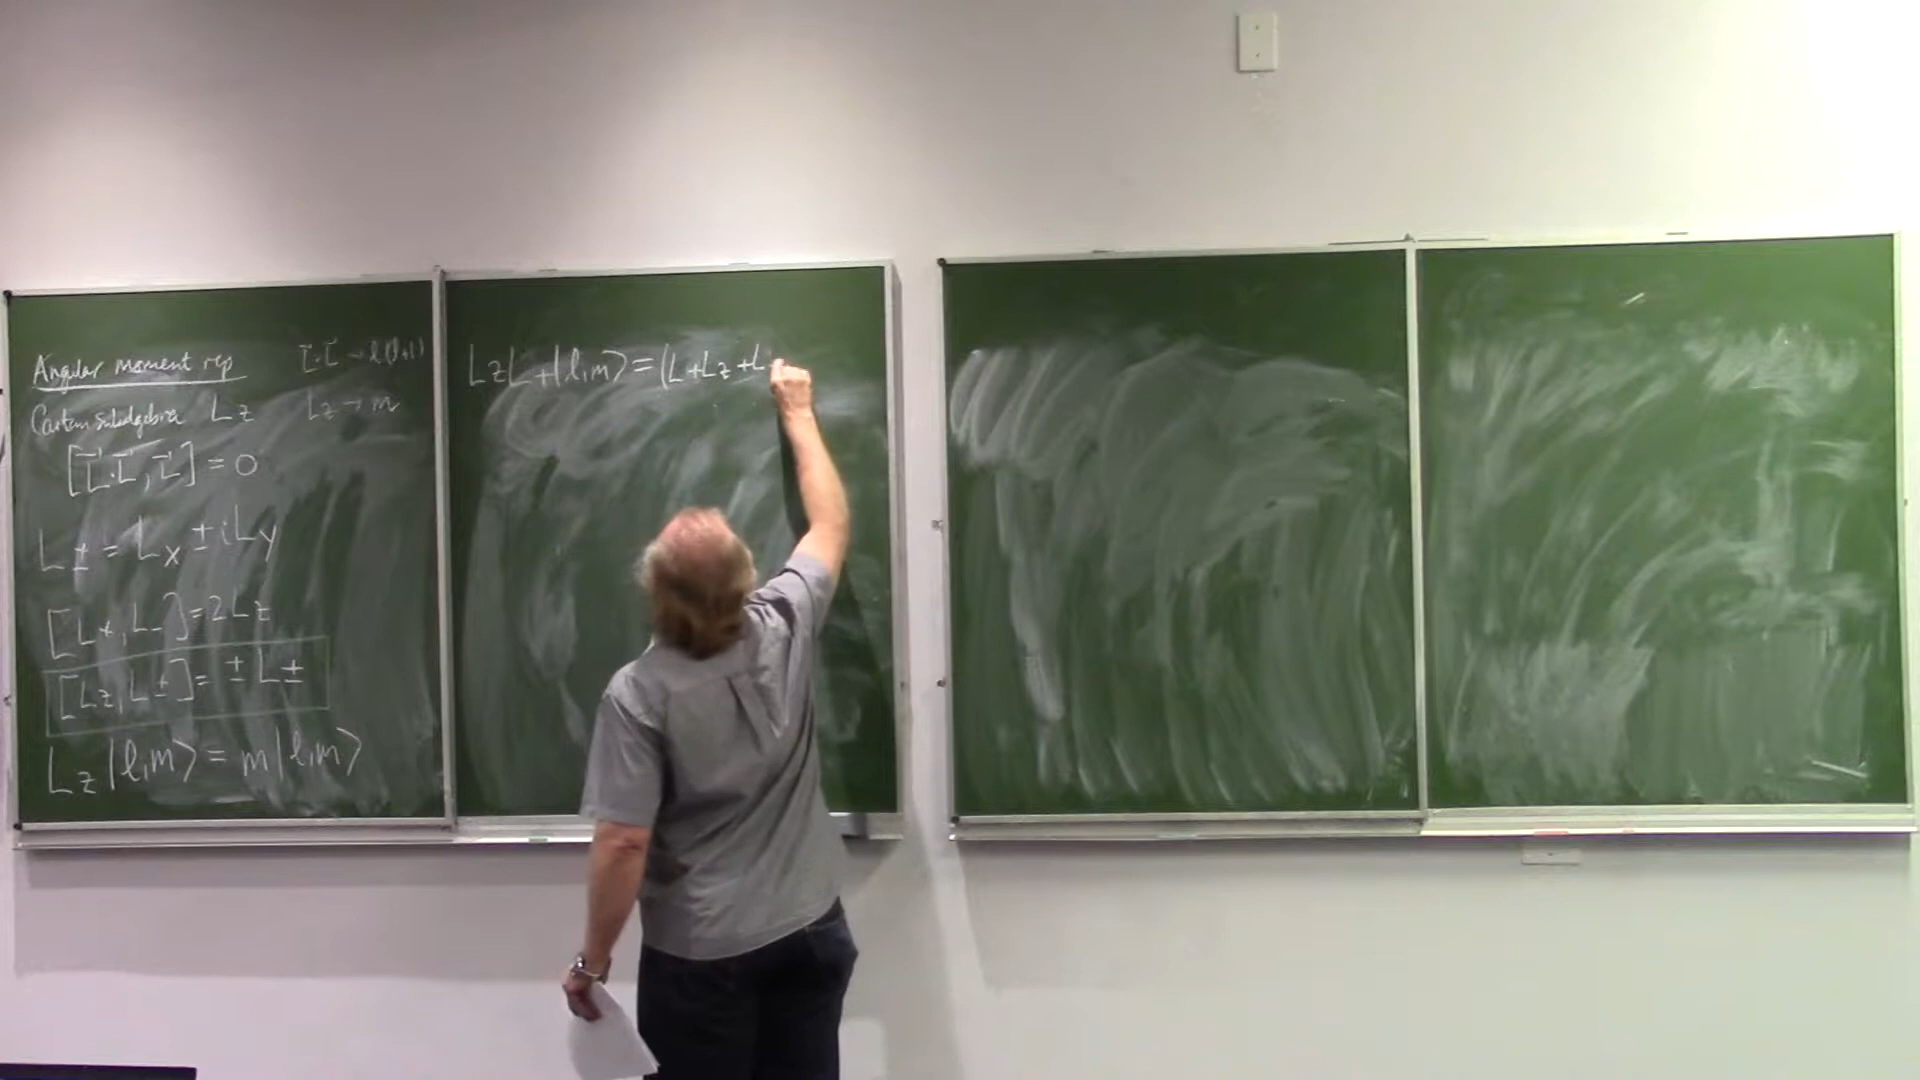 Angular moment rep L⃗·L⃗ → l(l+1)
Cartan subalgebra Lz Lz → m
[L⃗·L⃗, L⃗] = 0
L± = Lx ± iLy
[L+, L-] = 2Lz
[Lz, L±] = ± L±
Lz |l,m⟩ = m |l,m⟩
LzL+|l,m⟩ = (L+Lz + L